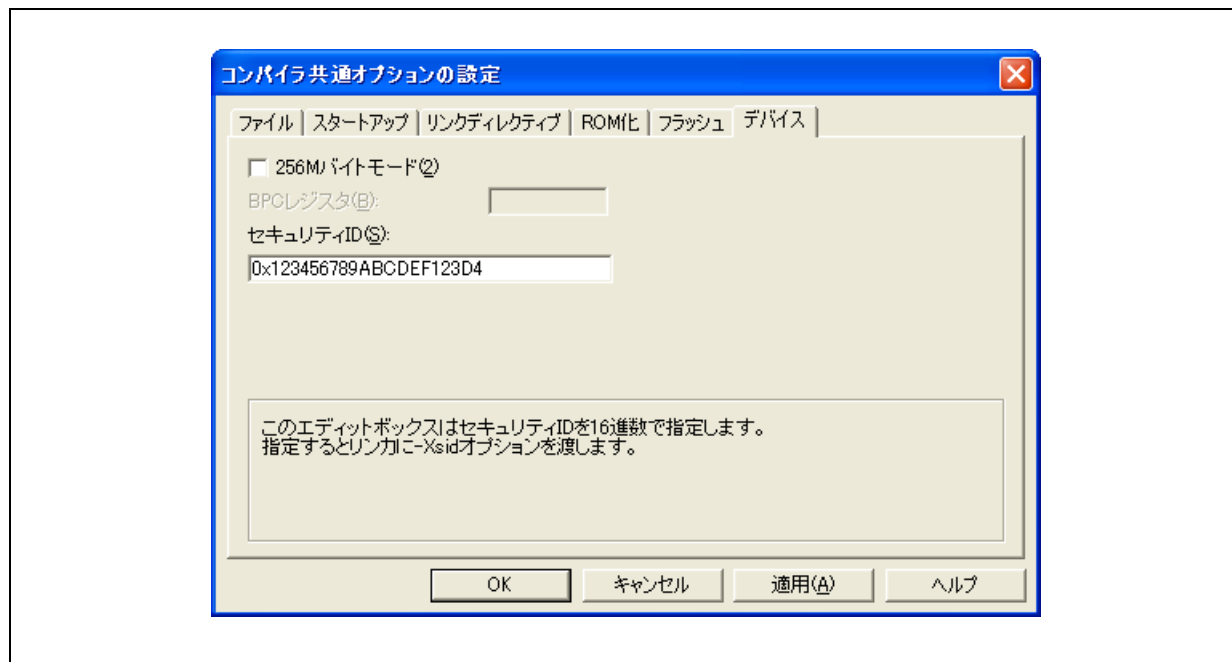 コンパイラ共通オプションの設定
ファイル スタートアップ リンクディレクティブ ROM化 フラッシュ デバイス
256Mバイトモード(2)
BPCレジスタ(B):
セキュリティID(S):
0x123456789ABCDEF123D4
このエディットボックスはセキュリティIDを16進数で指定します。
指定するとリンカに-Xsidオプションを渡します。
OK キャンセル 適用(A) ヘルプ